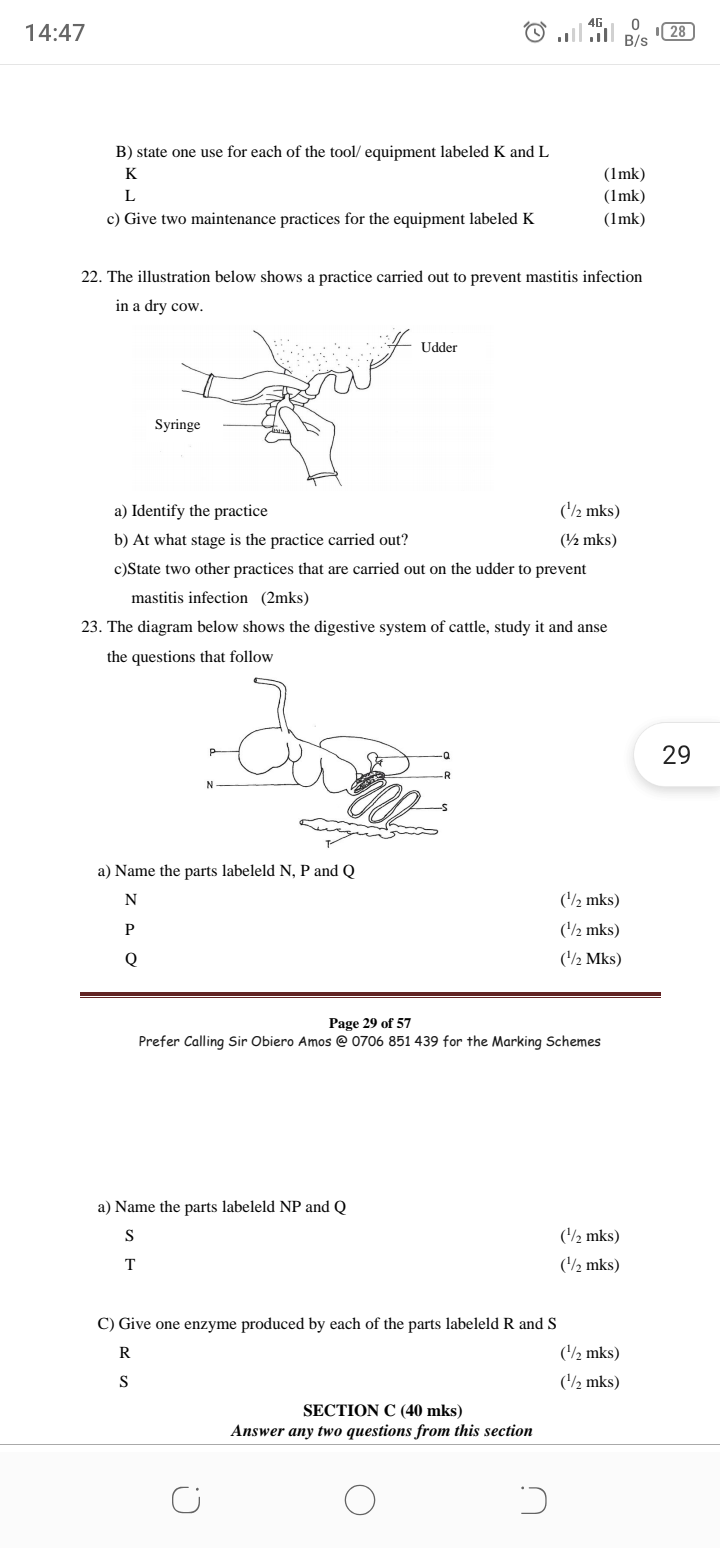 14:47
4G
0
B/s
28
B) state one use for each of the tool/ equipment labeled K and L
K (1mk)
L (1mk)
c) Give two maintenance practices for the equipment labeled K (1mk)
22. The illustration below shows a practice carried out to prevent mastitis infection
in a dry cow.
Udder
Syringe
a) Identify the practice (1/2 mks)
b) At what stage is the practice carried out? (½ mks)
c)State two other practices that are carried out on the udder to prevent
mastitis infection (2mks)
23. The diagram below shows the digestive system of cattle, study it and anse
the questions that follow
29
P
Q
R
N
S
T
a) Name the parts labeleld N, P and Q
N (1/2 mks)
P (1/2 mks)
Q (1/2 Mks)
Page 29 of 57
Prefer Calling Sir Obiero Amos @ 0706 851 439 for the Marking Schemes
a) Name the parts labeleld NP and Q
S (1/2 mks)
T (1/2 mks)
C) Give one enzyme produced by each of the parts labeleld R and S
R (1/2 mks)
S (1/2 mks)
SECTION C (40 mks)
Answer any two questions from this section